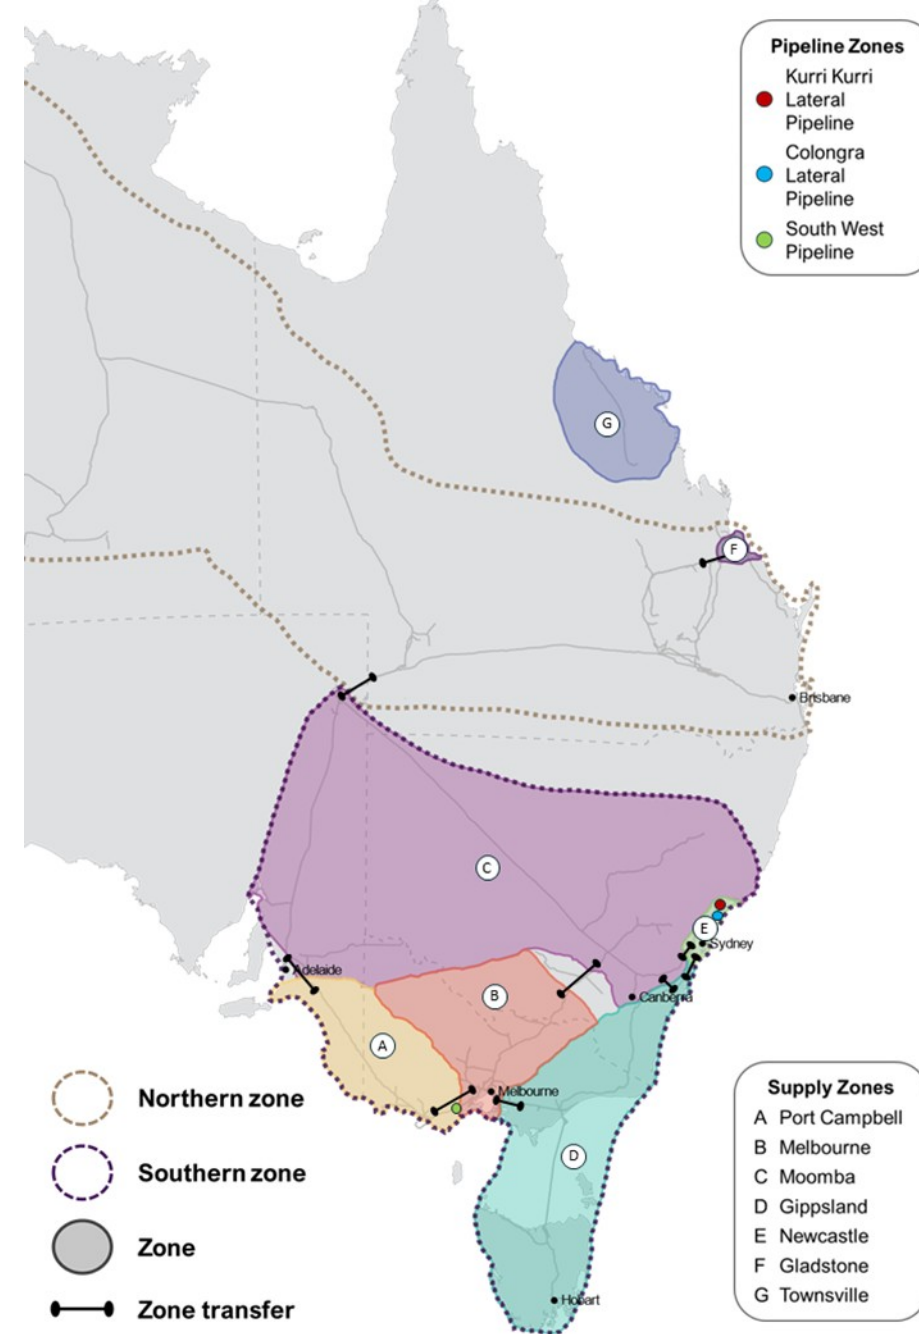 Pipeline Zones
Kurri Kurri
Lateral
Pipeline
Colongra
Lateral
Pipeline
South West
Pipeline
G
F
Brisbane
C
E
Sydney
Adelaide
B
Canberra
A
Melbourne
D
Hobart
Northern zone
Southern zone
Zone
Zone transfer
Supply Zones
A Port Campbell
B Melbourne
C Moomba
D Gippsland
E Newcastle
F Gladstone
G Townsville